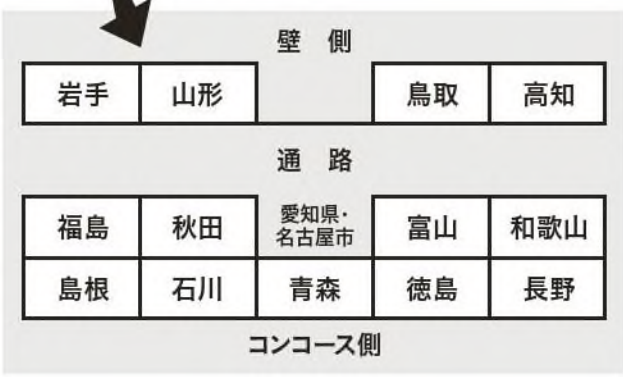 壁 側
岩手 山形 鳥取 高知
通 路
福島 秋田 愛知県・名古屋市 富山 和歌山
島根 石川 青森 徳島 長野
コンコース側